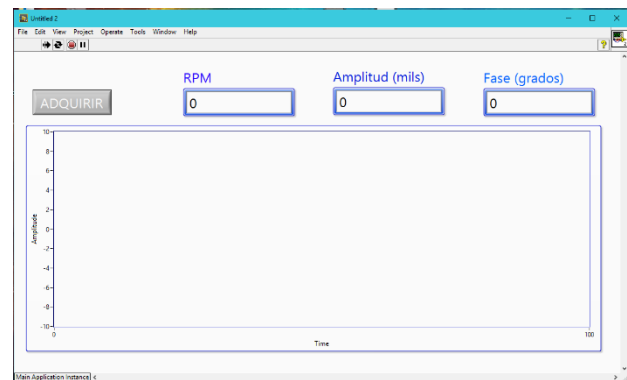 Untitled 2
File Edit View Project Operate Tools Window Help
RPM Amplitud (mils) Fase (grados)
ADQUIRIR 0 0 0
10
8
6
4
2
0
-2
-4
-6
-8
-10
Amplitude
0 100
Time
Main Application Instance